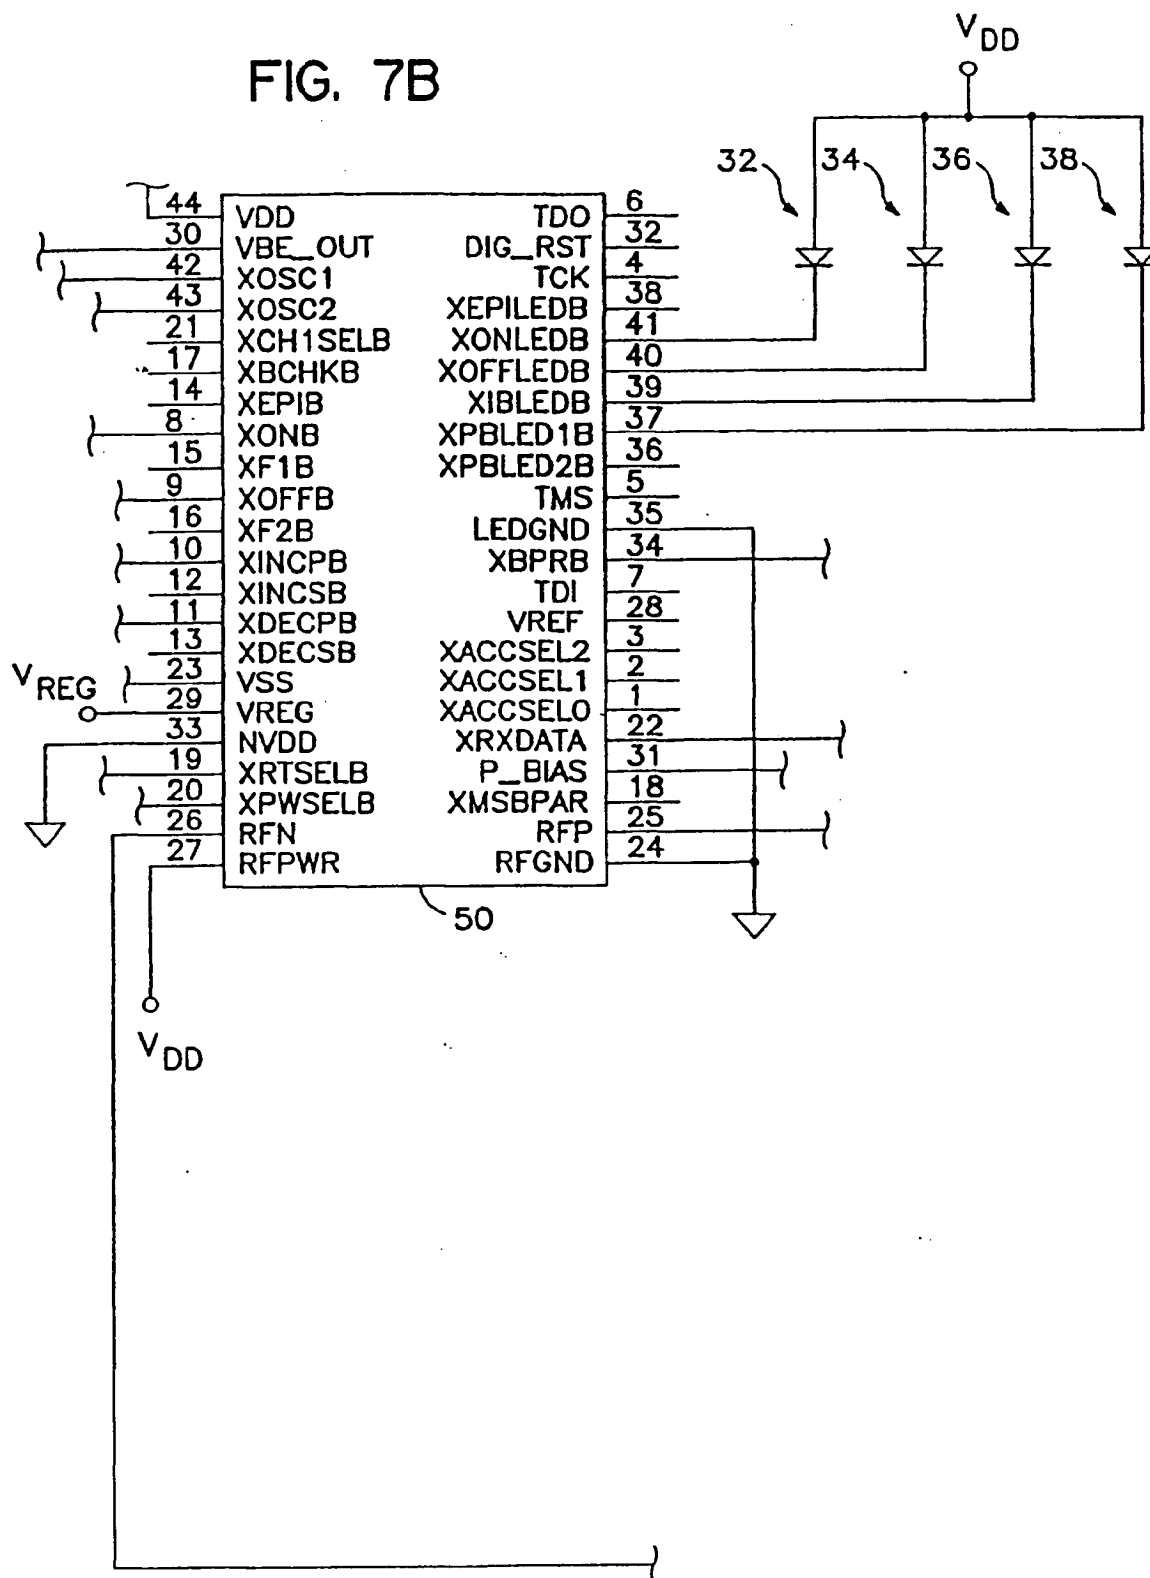 FIG. 7B
V DD
32 34 36 38
44 VDD TDO 6
30 VBE_OUT DIG_RST 32
42 XOSC1 TCK 4
43 XOSC2 XEPILEDB 38
21 XCH1SELB XONLEDB 41
17 XBCHKB XOFFLEDB 40
14 XEPIB XIBLEDB 39
8 XONB XPBLED1B 37
15 XF1B XPBLED2B 36
9 XOFFB TMS 5
16 XF2B LEDGND 35
10 XINCPB XBPRB 34
12 XINCSB TDI 7
11 XDECPB VREF 28
13 XDECSB XACCSEL2 3
23 VSS XACCSEL1 2
V REG 29 VREG XACCSEL0 1
33 NVDD XRXDATA 22
19 XRTSELB P_BIAS 31
20 XPWSELB XMSBPAR 18
26 RFN RFP 25
27 RFPWR RFGND 24
50
V DD